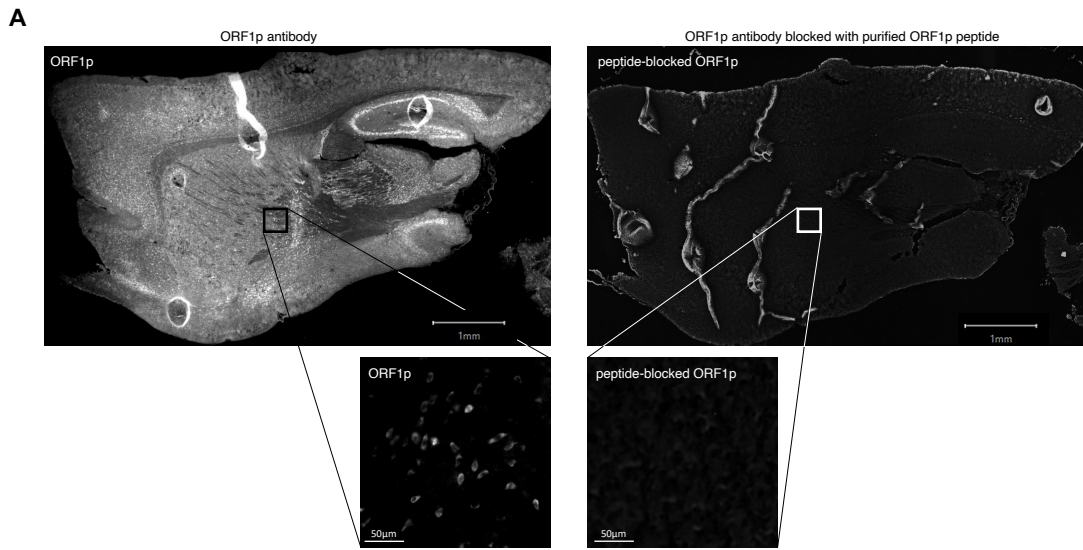 A
ORF1p antibody
ORF1p antibody blocked with purified ORF1p peptide
ORF1p
peptide-blocked ORF1p
1mm
1mm
ORF1p
peptide-blocked ORF1p
50μm
50μm